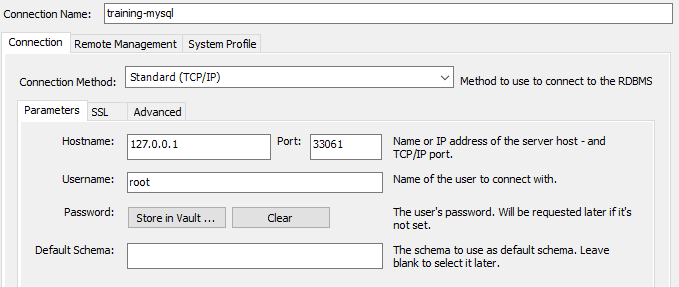 Connection Name: training-mysql
Connection Remote Management System Profile
Connection Method: Standard (TCP/IP) Method to use to connect to the RDBMS
Parameters SSL Advanced
Hostname: 127.0.0.1 Port: 33061 Name or IP address of the server host - and
TCP/IP port.
Username: root Name of the user to connect with.
Password: Store in Vault ... Clear The user's password. Will be requested later if it's
not set.
Default Schema: The schema to use as default schema. Leave
blank to select it later.